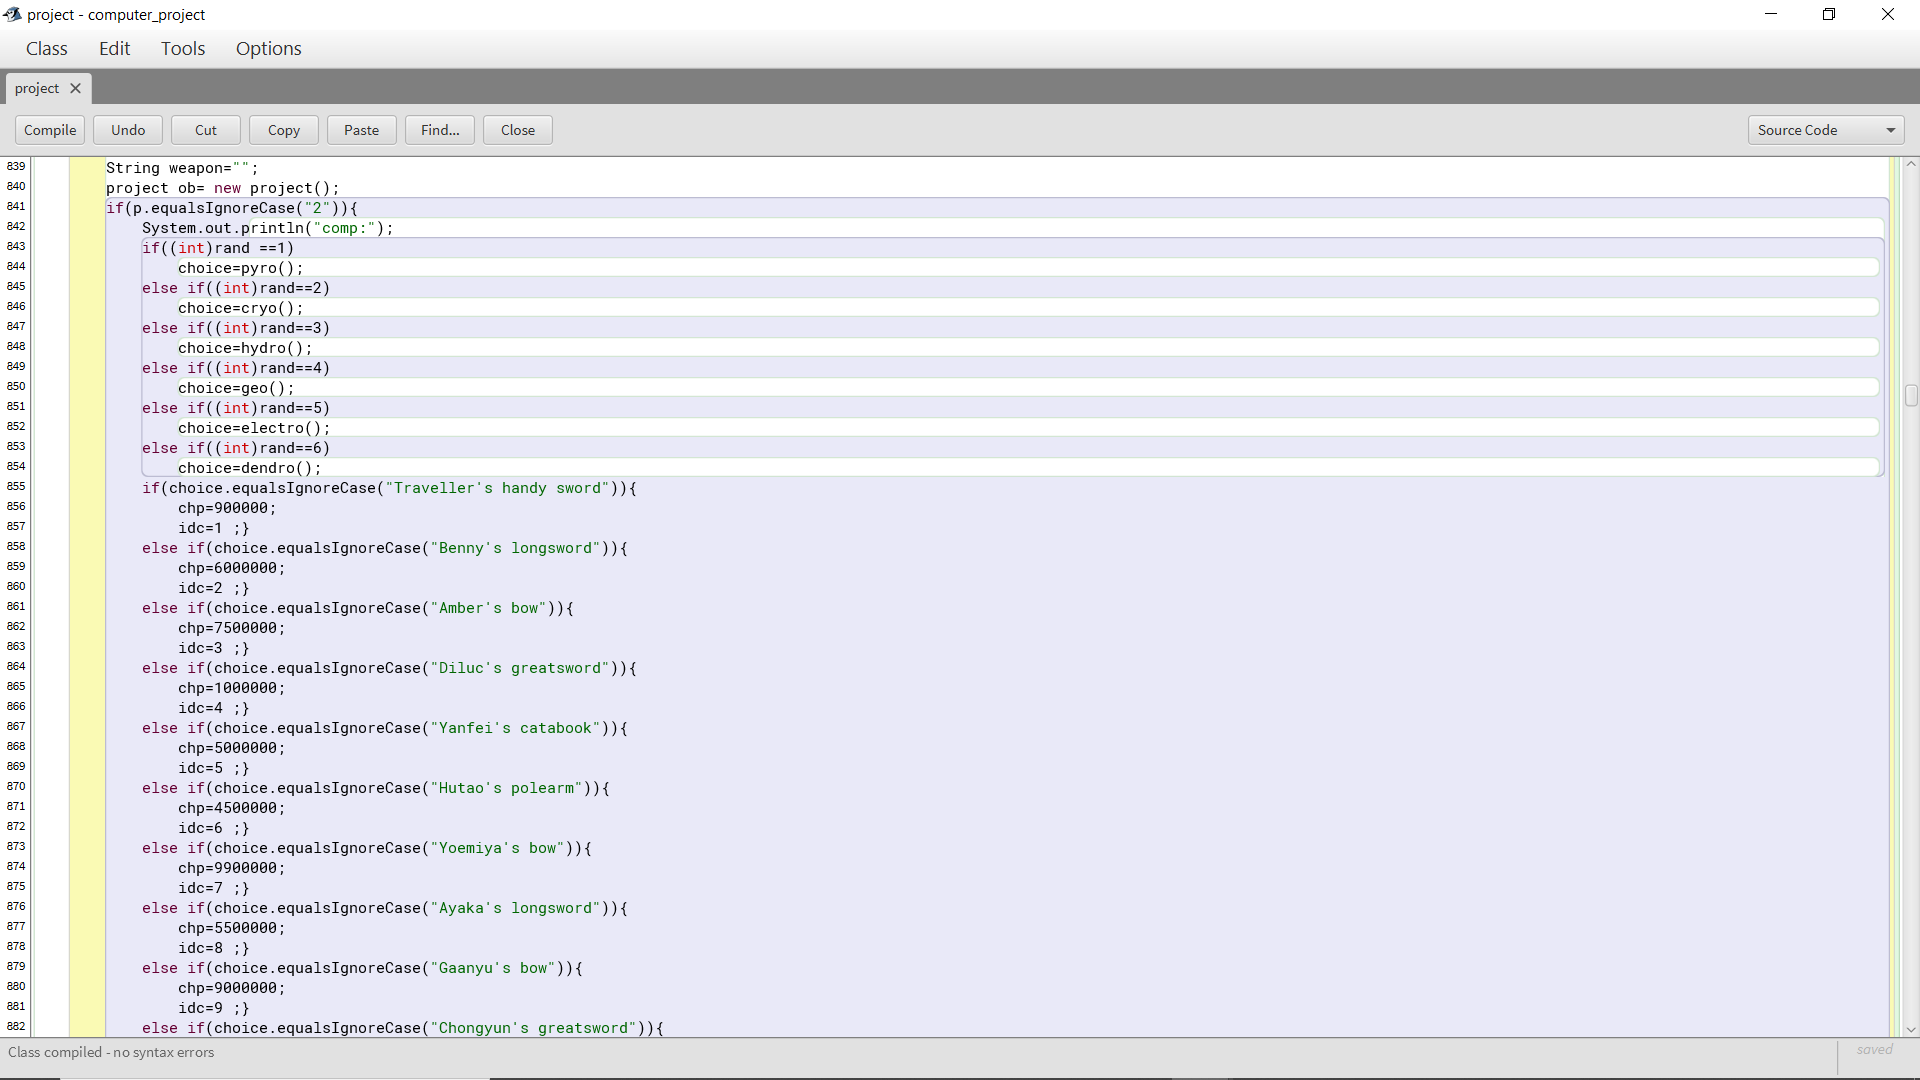 project - computer_project
Class Edit Tools Options
project
Compile Undo Cut Copy Paste Find... Close Source Code
839 String weapon="";
840 project ob= new project();
841 if(p.equalsIgnoreCase("2")){
842 System.out.println("comp:");
843 if((int)rand ==1)
844 choice=pyro();
845 else if((int)rand==2)
846 choice=cryo();
847 else if((int)rand==3)
848 choice=hydro();
849 else if((int)rand==4)
850 choice=geo();
851 else if((int)rand==5)
852 choice=electro();
853 else if((int)rand==6)
854 choice=dendro();
855 if(choice.equalsIgnoreCase("Traveller's handy sword")){
856 chp=900000;
857 idc=1 ;}
858 else if(choice.equalsIgnoreCase("Benny's longsword")){
859 chp=6000000;
860 idc=2 ;}
861 else if(choice.equalsIgnoreCase("Amber's bow")){
862 chp=7500000;
863 idc=3 ;}
864 else if(choice.equalsIgnoreCase("Diluc's greatsword")){
865 chp=1000000;
866 idc=4 ;}
867 else if(choice.equalsIgnoreCase("Yanfei's catabook")){
868 chp=5000000;
869 idc=5 ;}
870 else if(choice.equalsIgnoreCase("Hutao's polearm")){
871 chp=4500000;
872 idc=6 ;}
873 else if(choice.equalsIgnoreCase("Yoemiya's bow")){
874 chp=9900000;
875 idc=7 ;}
876 else if(choice.equalsIgnoreCase("Ayaka's longsword")){
877 chp=5500000;
878 idc=8 ;}
879 else if(choice.equalsIgnoreCase("Gaanyu's bow")){
880 chp=9000000;
881 idc=9 ;}
882 else if(choice.equalsIgnoreCase("Chongyun's greatsword")){
Class compiled - no syntax errors
saved